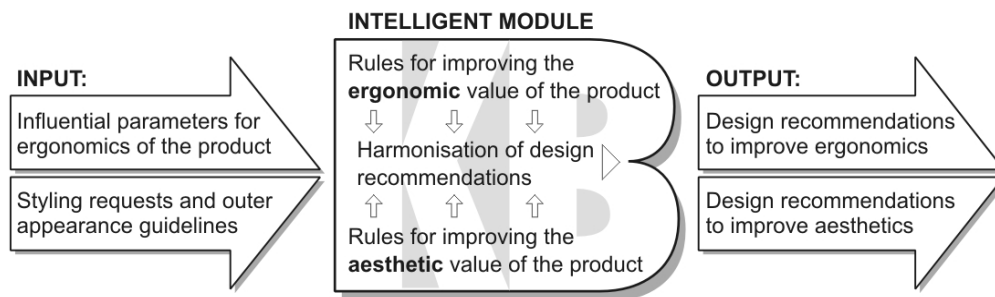 INPUT:
Influential parameters for
ergonomics of the product
Styling requests and outer
appearance guidelines
INTELLIGENT MODULE
KB
Rules for improving the
ergonomic value of the product
Harmonisation of design
recommendations
Rules for improving the
aesthetic value of the product
OUTPUT:
Design recommendations
to improve ergonomics
Design recommendations
to improve aesthetics